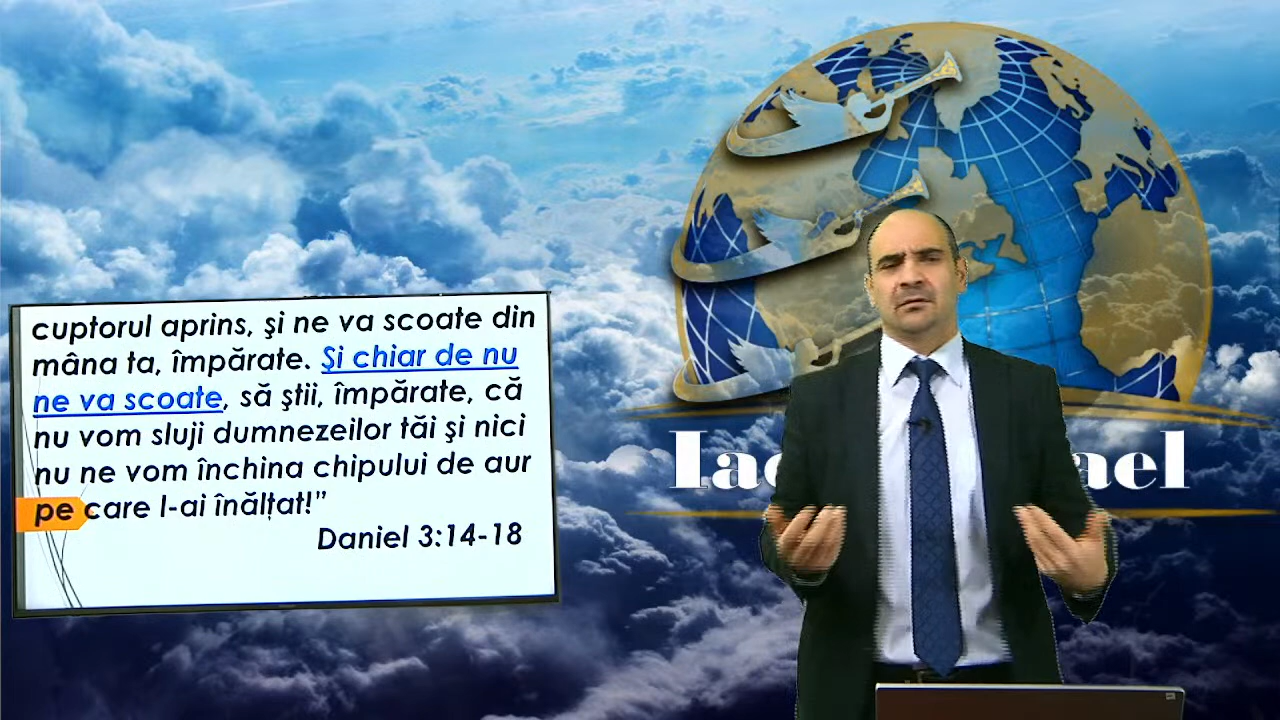 cuptorul aprins, şi ne va scoate din
mâna ta, împărate. Şi chiar de nu
ne va scoate, să ştii, împărate, că
nu vom sluji dumnezeilor tăi şi nici
nu ne vom închina chipului de aur
pe care l-ai înălțat!”
Daniel 3:14-18